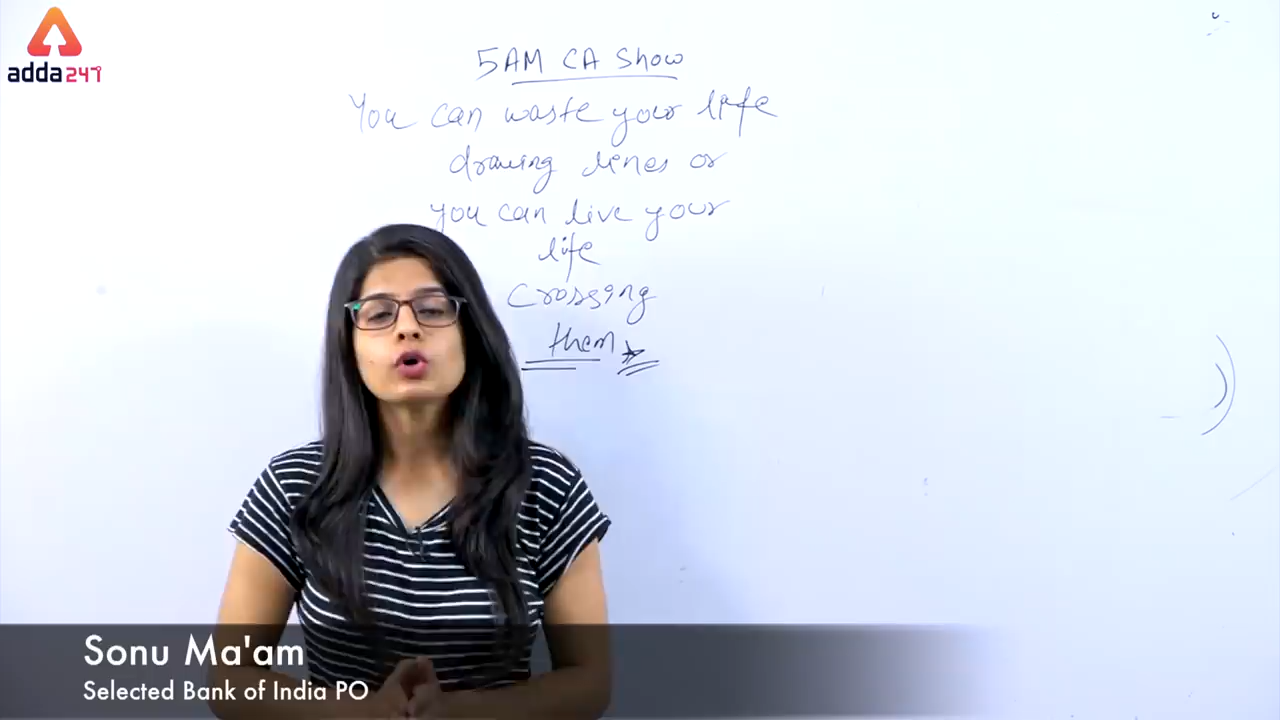 adda247
5AM CA Show
You can waste your life
drawing lines or
you can live your
life
crossing
them
Sonu Ma'am
Selected Bank of India PO